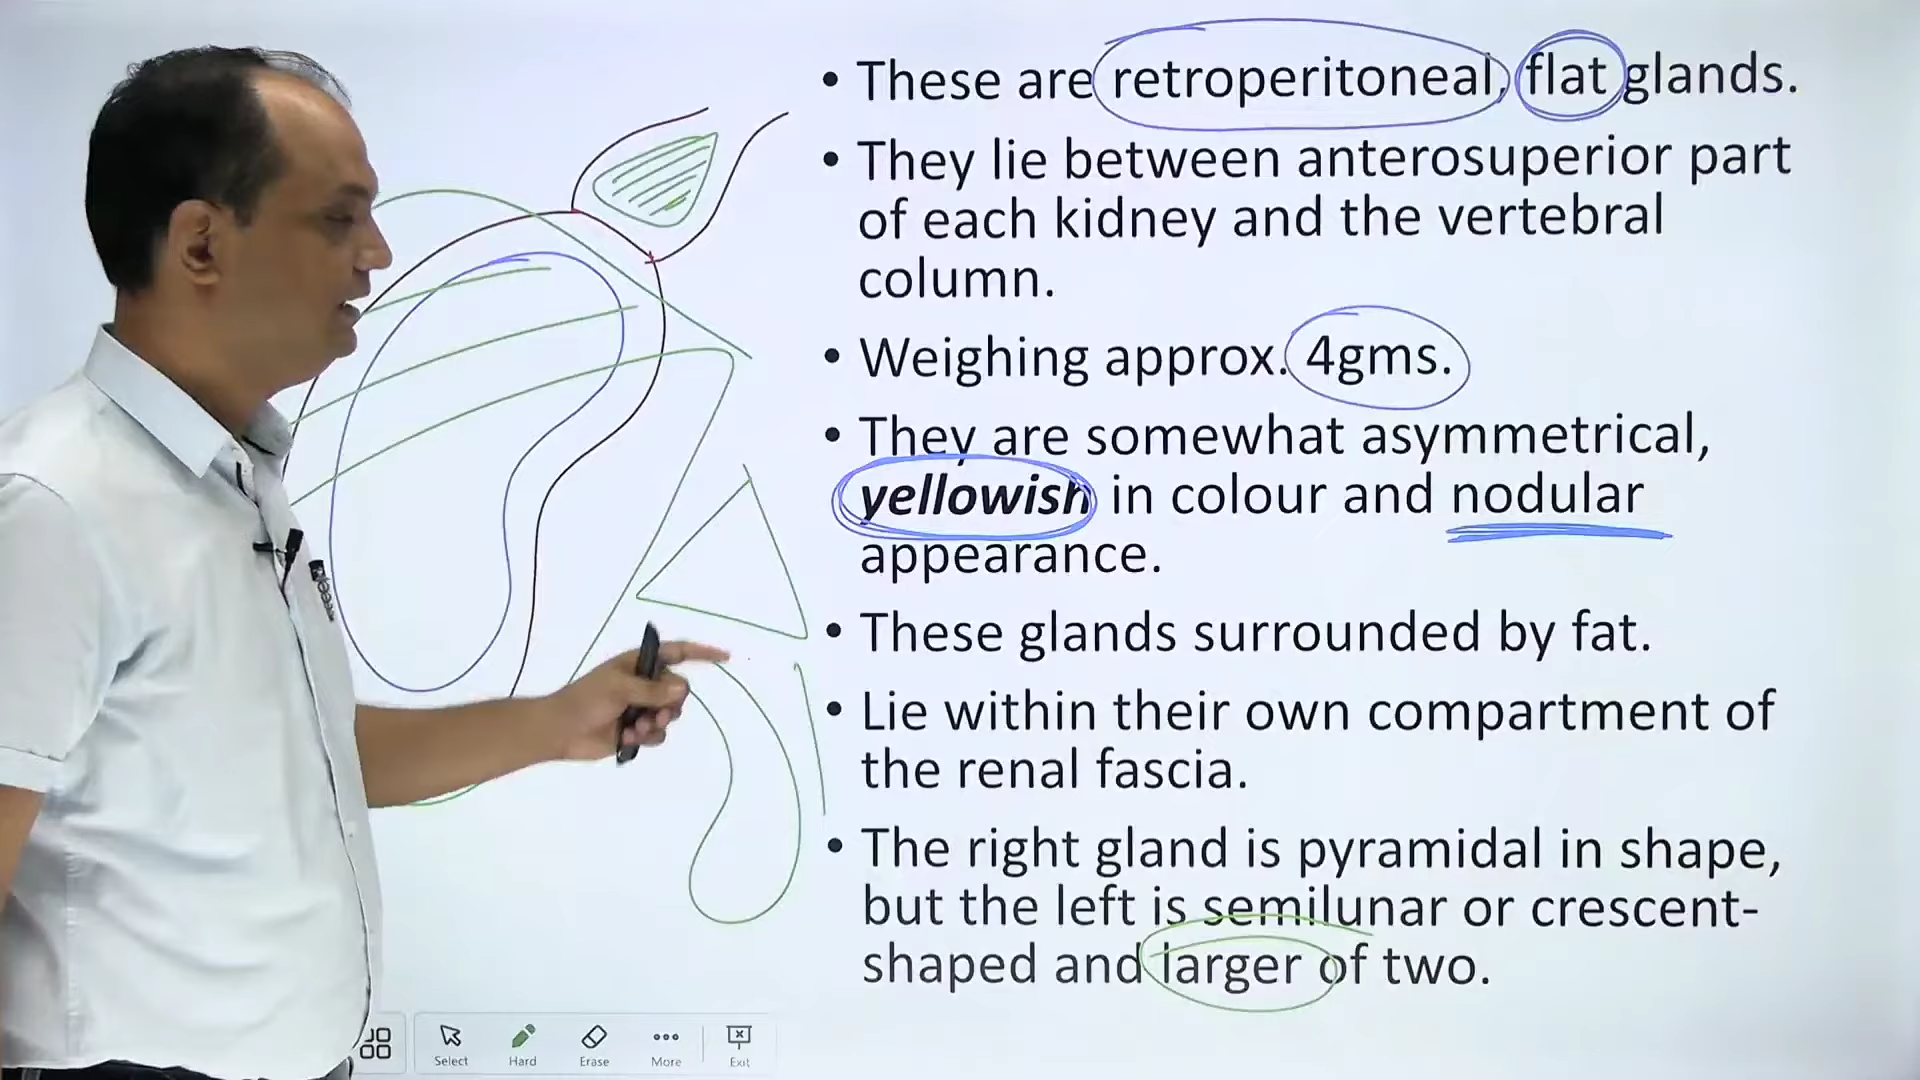 • These are retroperitoneal, flat glands.
• They lie between anterosuperior part
of each kidney and the vertebral
column.
• Weighing approx. 4gms.
• They are somewhat asymmetrical,
yellowish in colour and nodular
appearance.
• These glands surrounded by fat.
• Lie within their own compartment of
the renal fascia.
• The right gland is pyramidal in shape,
but the left is semilunar or crescent-
shaped and larger of two.
Select Hard Erase More Exit